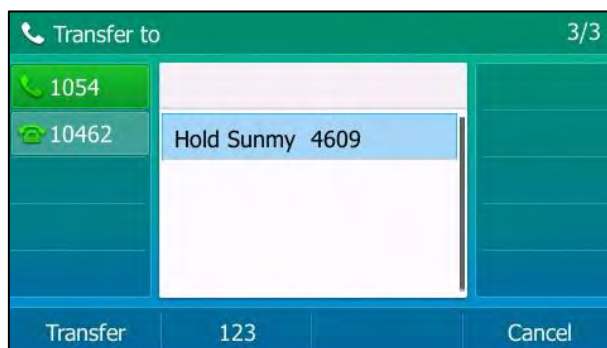 Transfer to 3/3
1054
10462
Hold Sunmy 4609
Transfer 123 Cancel